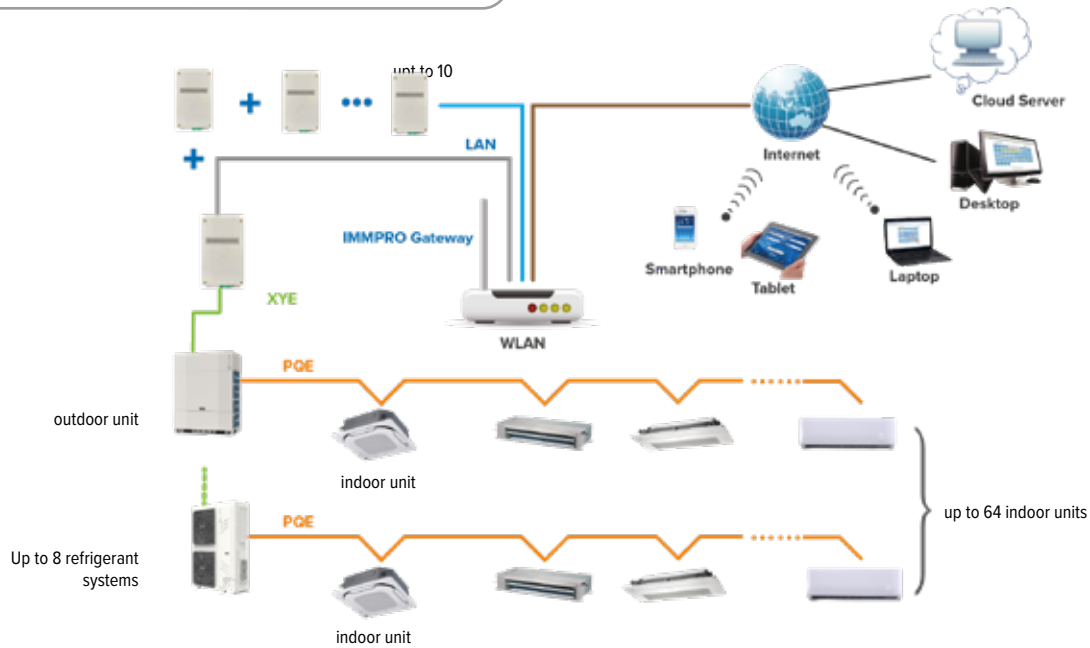 upt to 10
LAN
IMMPRO Gateway
XYE
WLAN
Internet
Cloud Server
Desktop
Smartphone
Tablet
Laptop
PQE
outdoor unit
indoor unit
up to 64 indoor units
PQE
Up to 8 refrigerant
systems
indoor unit